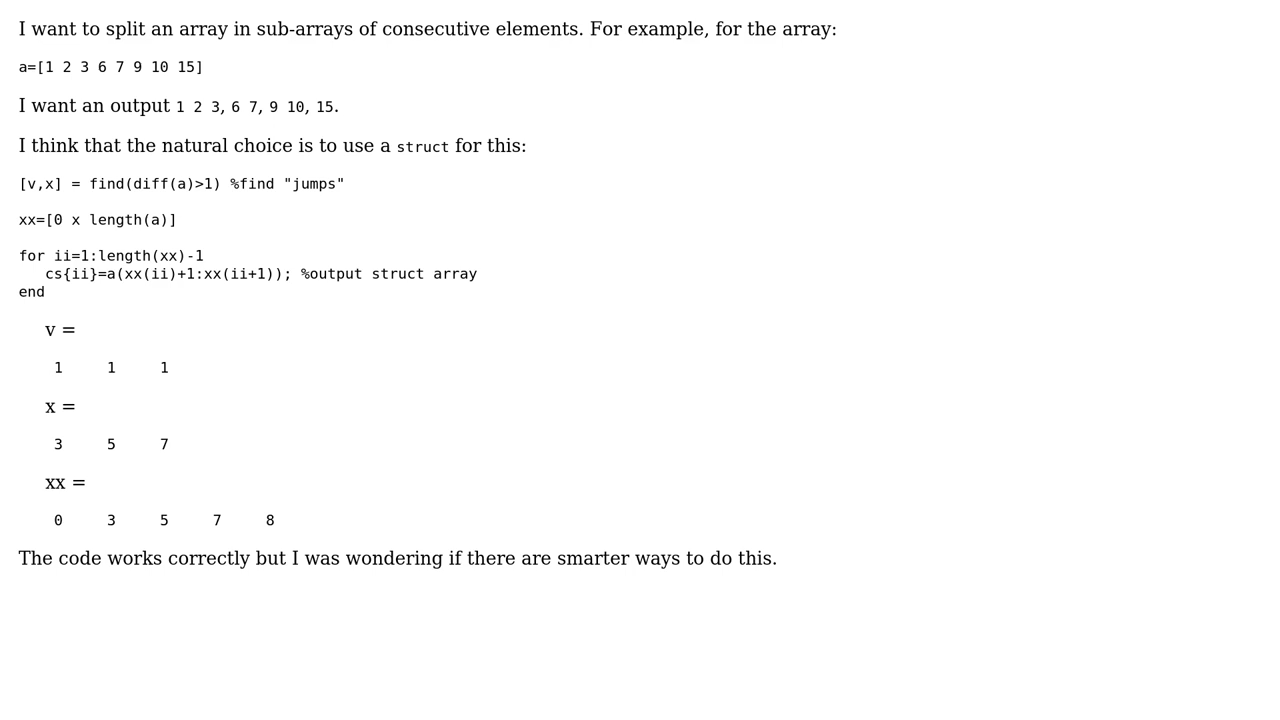 I want to split an array in sub-arrays of consecutive elements. For example, for the array:
a=[1 2 3 6 7 9 10 15]
I want an output 1 2 3, 6 7, 9 10, 15.
I think that the natural choice is to use a struct for this:
[v,x] = find(diff(a)>1) %find "jumps"
xx=[0 x length(a)]
for ii=1:length(xx)-1
   cs{ii}=a(xx(ii)+1:xx(ii+1)); %output struct array
end
v =
1     1     1
x =
3     5     7
xx =
0     3     5     7     8
The code works correctly but I was wondering if there are smarter ways to do this.